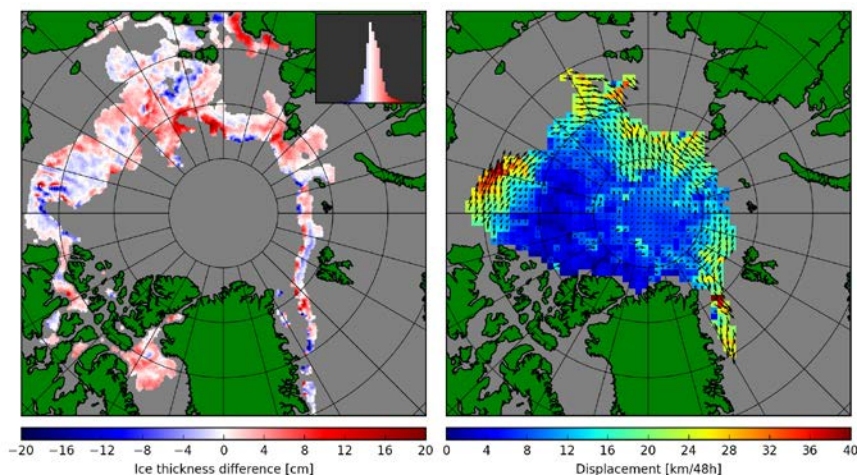 −20 −16 −12 −8 −4 0 4 8 12 16 20
Ice thickness difference [cm]
0 4 8 12 16 20 24 28 32 36 40
Displacement [km/48h]